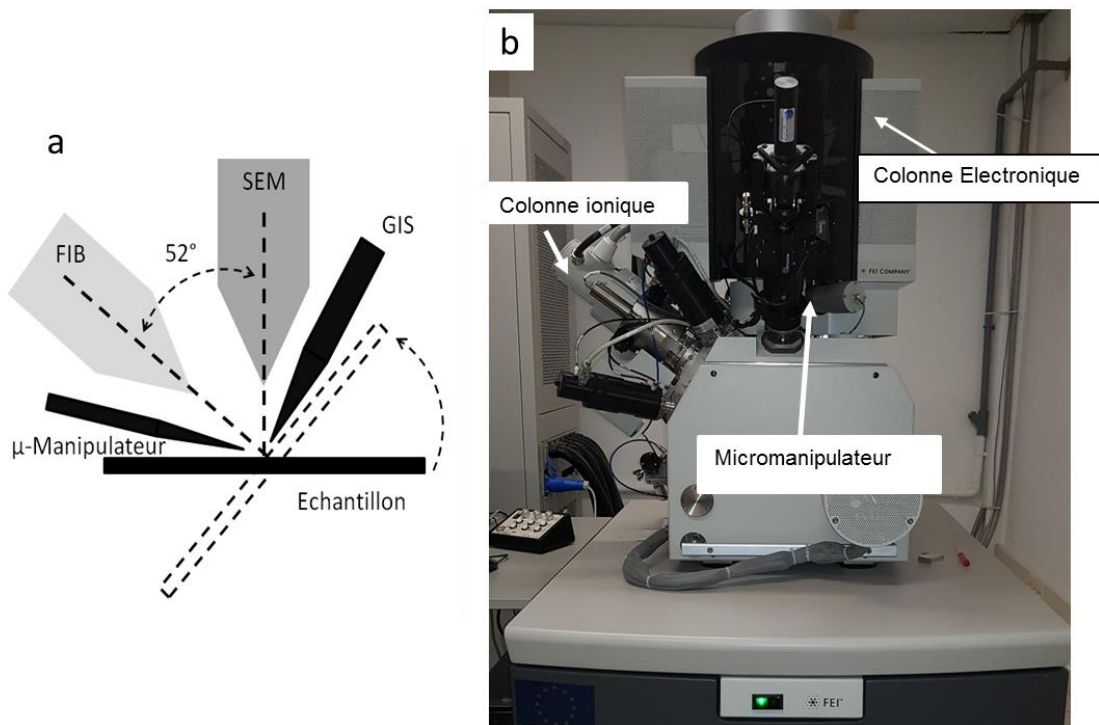 a
SEM
GIS
FIB
52°
µ-Manipulateur
Echantillon
b
Colonne Electronique
Colonne ionique
FEI COMPANY
Micromanipulateur
FEI